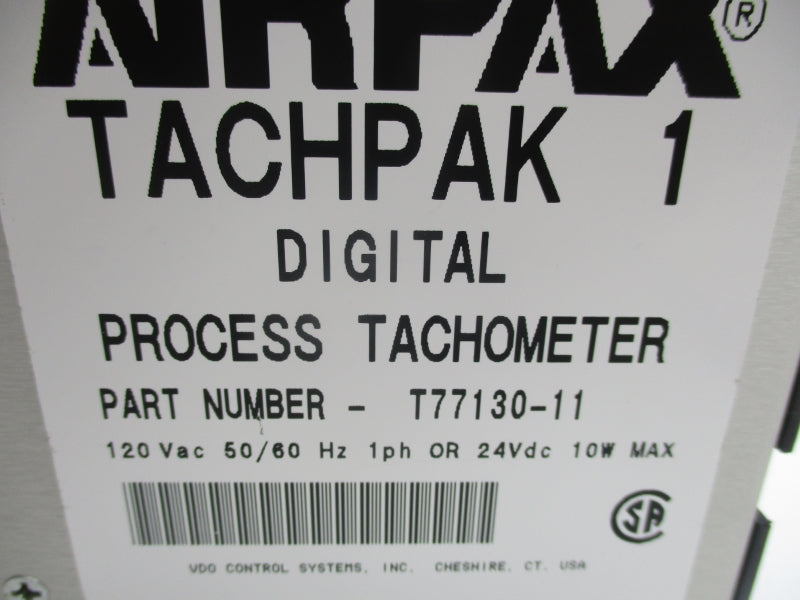 AIRPAX®
TACHPAK 1
DIGITAL
PROCESS TACHOMETER
PART NUMBER - T77130-11
120 Vac 50/60 Hz 1ph OR 24Vdc 10W MAX
SA
VDO CONTROL SYSTEMS, INC. CHESHIRE, CT. USA